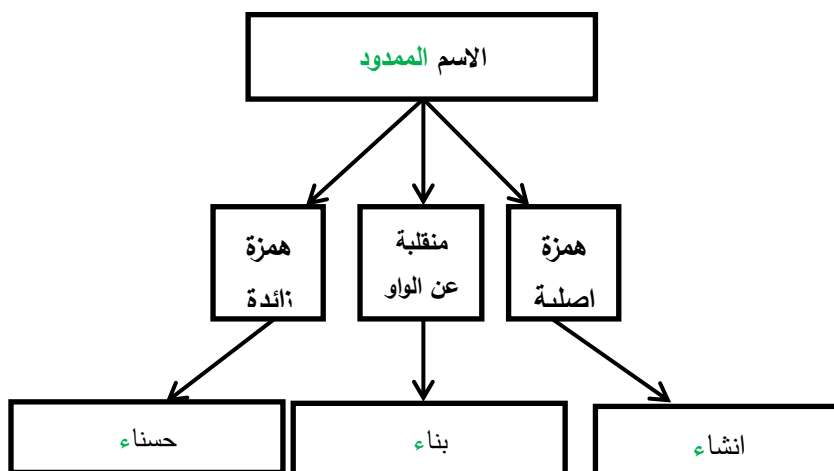 الاسم الممدود
همزة
اصلية
منقلبة
عن الواو
همزة
زائدة
انشاء
بناء
حسناء